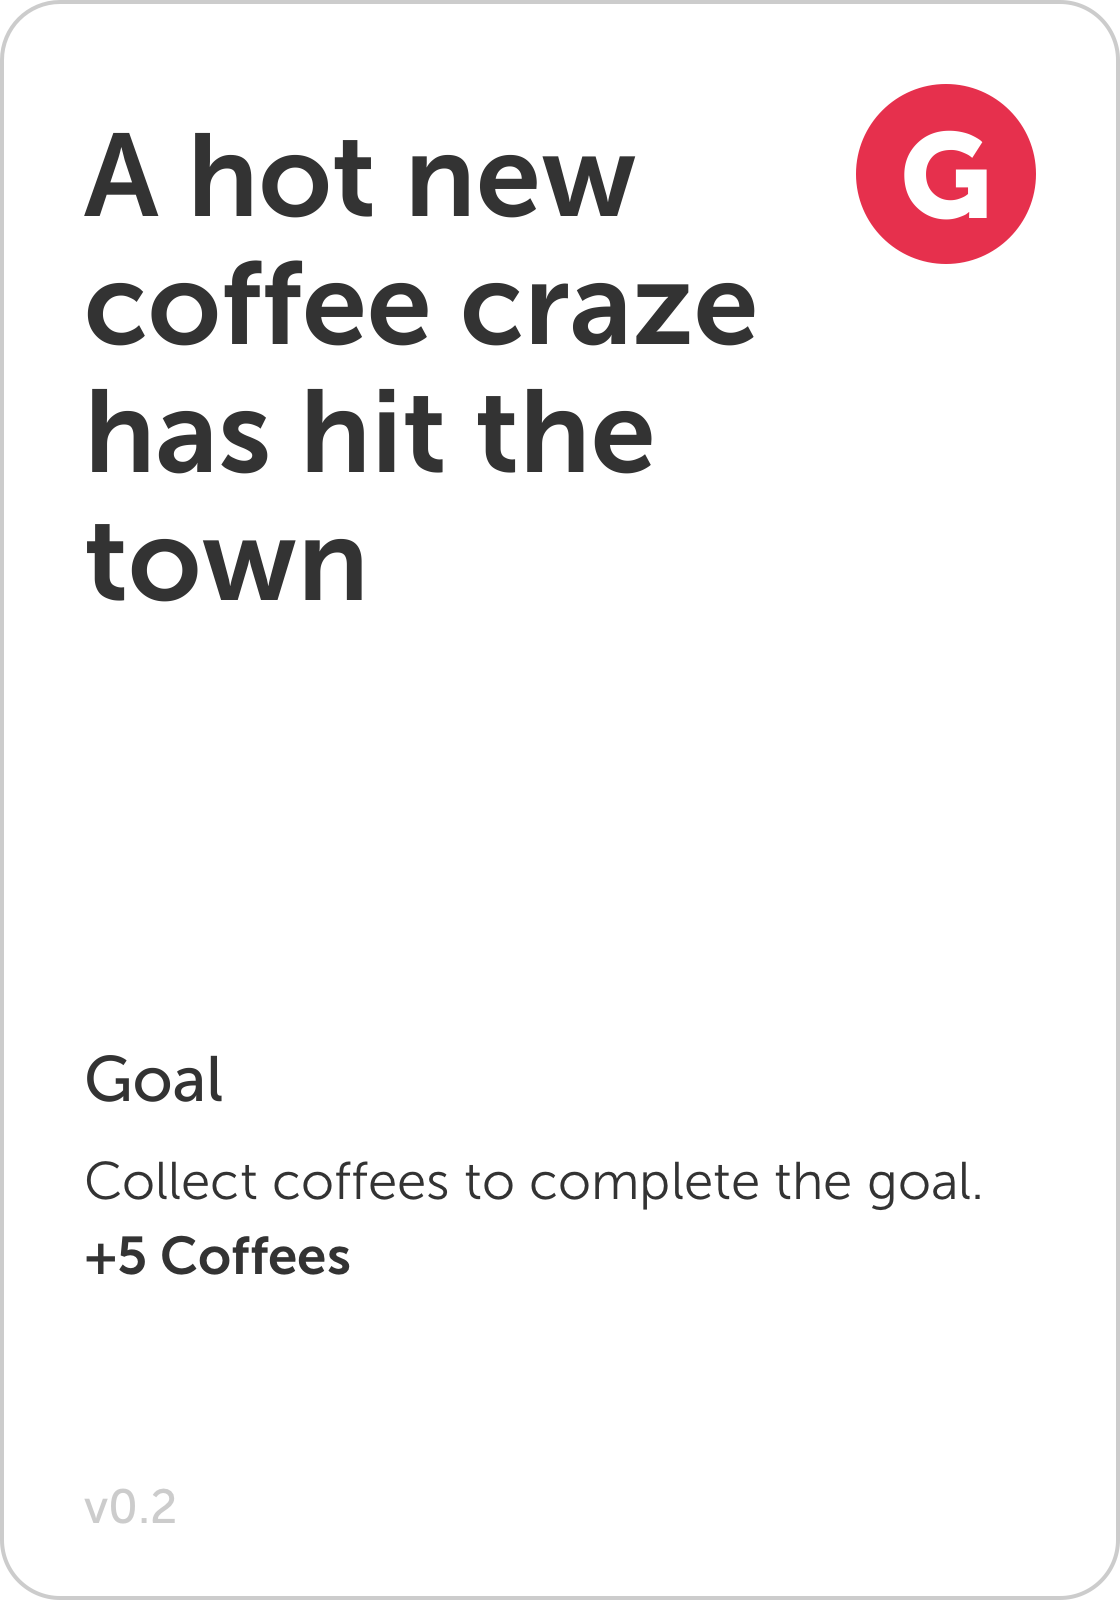 A hot new
G
coffee craze
has hit the
town
Goal
Collect coffees to complete the goal.
+5 Coffees
v0.2